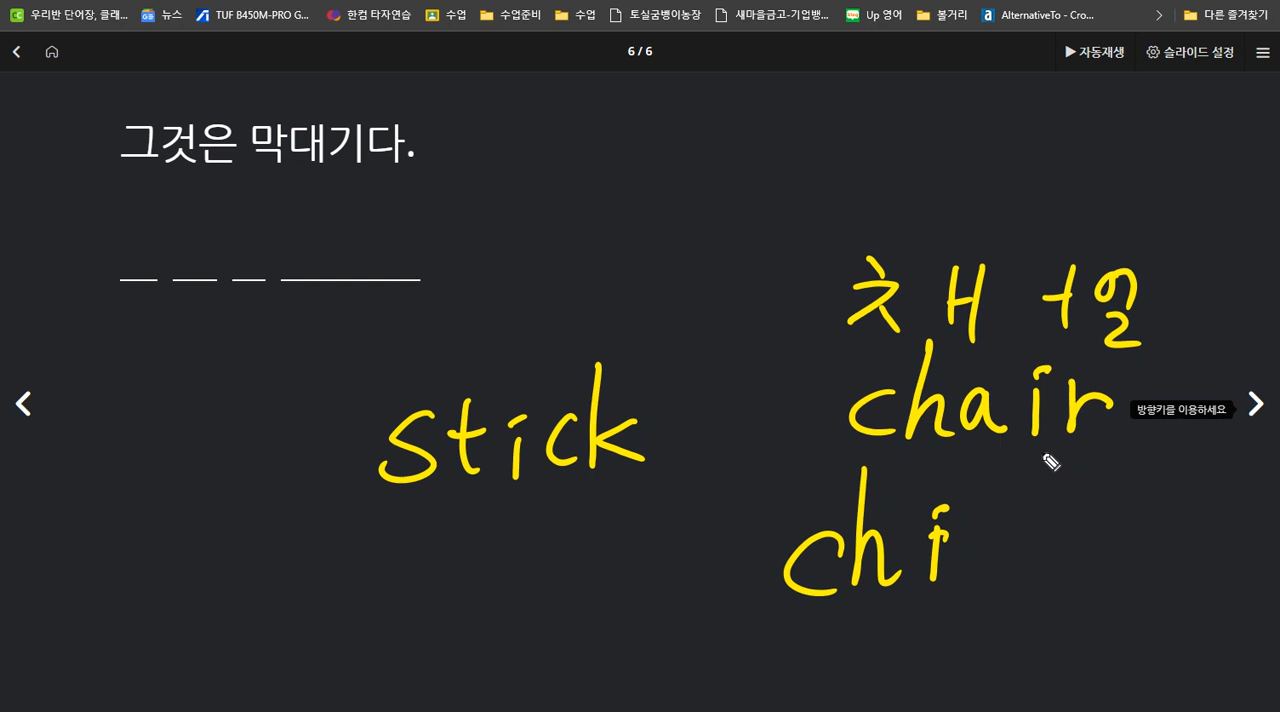 우리반 단어장, 클래... 뉴스 TUF B450M-PRO G... 한컴 타자연습 수업 수업준비 수업 토실굼벵이농장 새마을금고-기업뱅... Up 영어 볼거리 AlternativeTo - Cro... 다른 즐겨찾기
6 / 6 자동재생 슬라이드 설정
그것은 막대기다.
ㅊ ㅐ ㅓ ㄹ
stick
chair
방향키를 이용하세요
chi